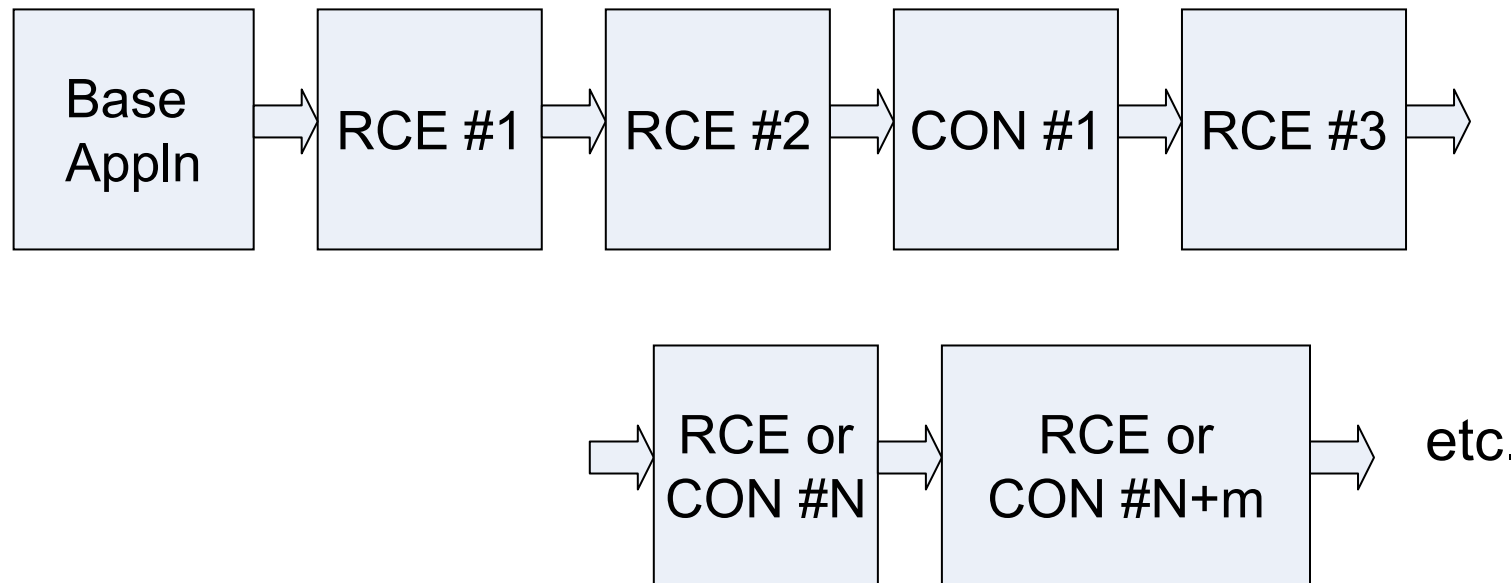 Base
Appln
RCE #1
RCE #2
CON #1
RCE #3
RCE or
CON #N
RCE or
CON #N+m
etc.